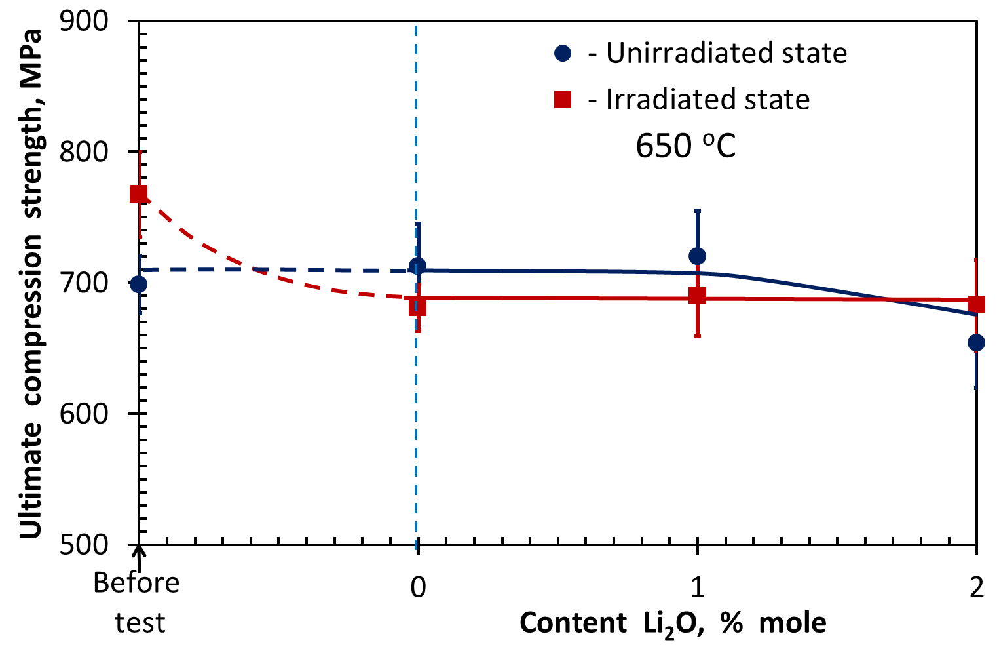 Ultimate compression strength, MPa
900
800
700
600
500
- Unirradiated state
- Irradiated state
650 ºC
Before
test
0
1
2
Content Li₂O, % mole